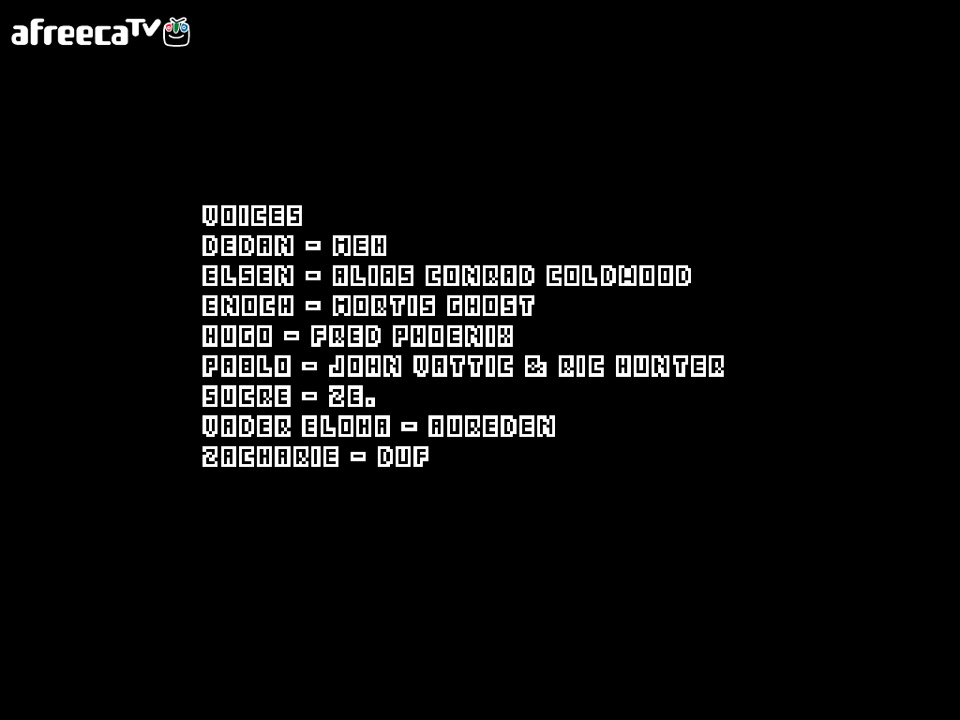 afreecaTV
VOICES
DEDAN - MEH
ELSEN - ALIAS CONRAD COLDWOOD
ENOCH - MORTIS GHOST
HUGO - FRED PHOENIX
PABLO - JOHN VATTIC & RIC HUNTER
SUCRE - ZE.
VADER ELOHA - AUREDEN
ZACHARIE - DUF